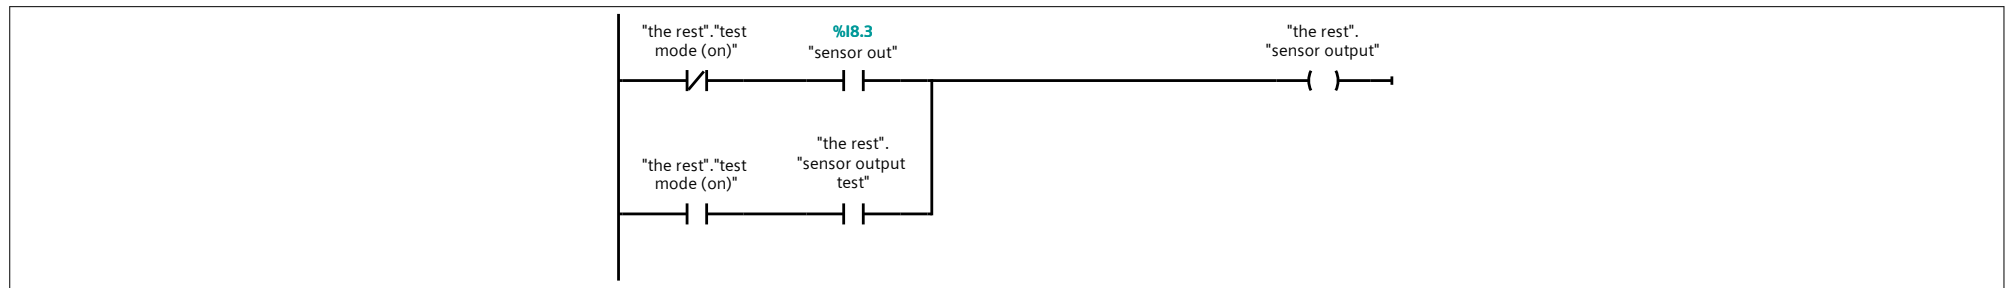 "the rest"."test
mode (on)"
%I8.3
"sensor out"
"the rest".
"sensor output"
"the rest"."test
mode (on)"
"the rest".
"sensor output
test"